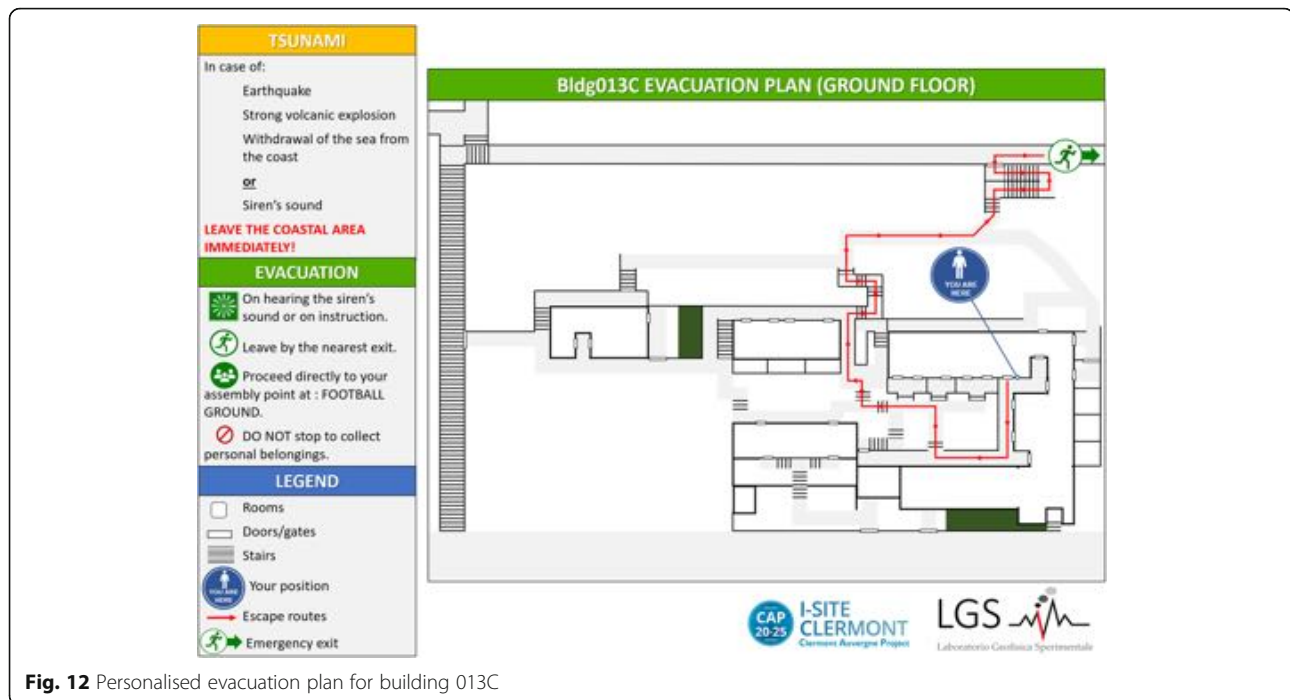 TSUNAMI
In case of:
Earthquake
Strong volcanic explosion
Withdrawal of the sea from
the coast
or
Siren's sound
LEAVE THE COASTAL AREA
IMMEDIATELY!
EVACUATION
On hearing the siren's
sound or on instruction.
Leave by the nearest exit.
Proceed directly to your
assembly point at : FOOTBALL
GROUND.
DO NOT stop to collect
personal belongings.
LEGEND
Rooms
Doors/gates
Stairs
YOU ARE
HERE
Your position
Escape routes
Emergency exit
Bldg013C EVACUATION PLAN (GROUND FLOOR)
YOU ARE
HERE
CAP
20-25
I-SITE
CLERMONT
Clermont Auvergne Project
LGS
Laboratorio Geofisica Sperimentale
Fig. 12 Personalised evacuation plan for building 013C